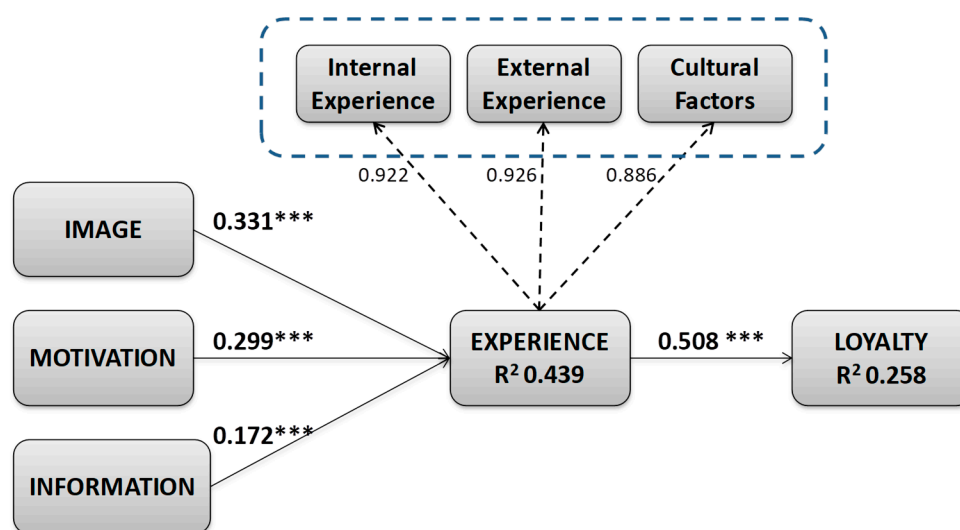 Internal
Experience
External
Experience
Cultural
Factors
0.922
0.926
0.886
IMAGE
0.331***
MOTIVATION
0.299***
EXPERIENCE
R² 0.439
0.508 ***
LOYALTY
R² 0.258
0.172***
INFORMATION